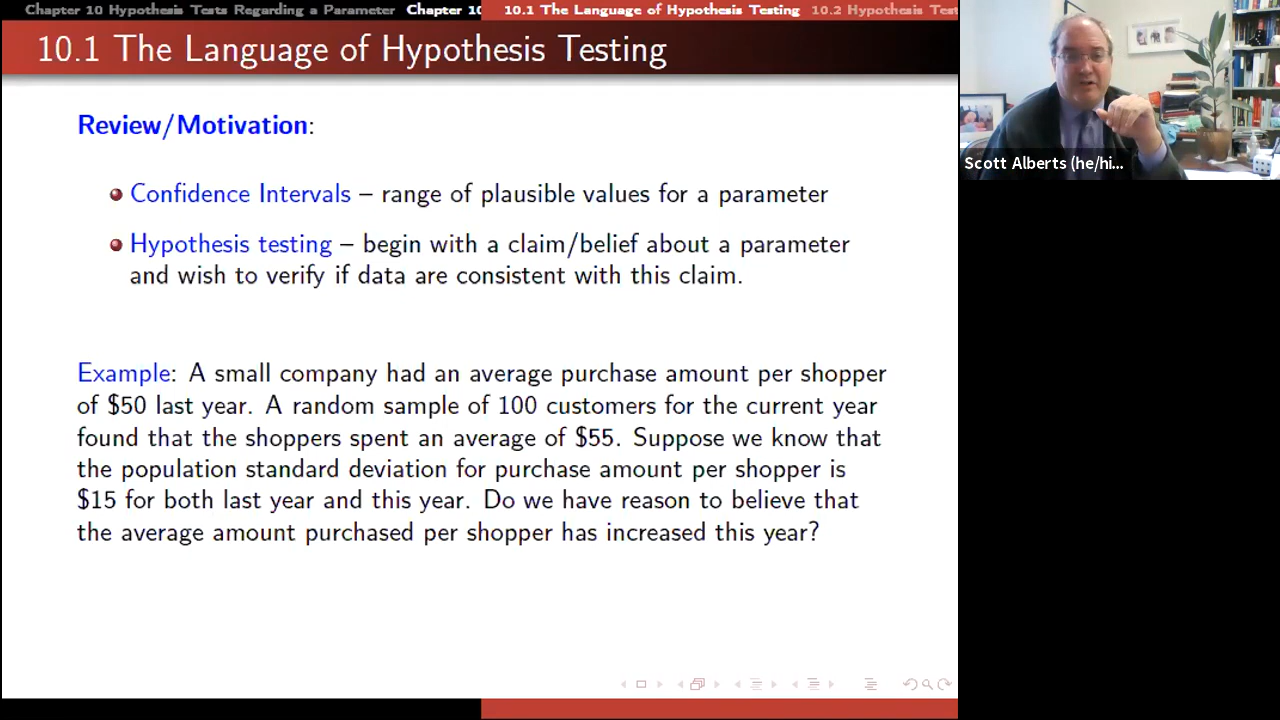 Chapter 10 Hypothesis Tests Regarding a Parameter Chapter 10 10.1 The Language of Hypothesis Testing 10.2 Hypothesis Test
10.1 The Language of Hypothesis Testing
Review/Motivation:
Confidence Intervals – range of plausible values for a parameter
Hypothesis testing – begin with a claim/belief about a parameter
and wish to verify if data are consistent with this claim.
Example: A small company had an average purchase amount per shopper
of $50 last year. A random sample of 100 customers for the current year
found that the shoppers spent an average of $55. Suppose we know that
the population standard deviation for purchase amount per shopper is
$15 for both last year and this year. Do we have reason to believe that
the average amount purchased per shopper has increased this year?
Scott Alberts (he/hi...